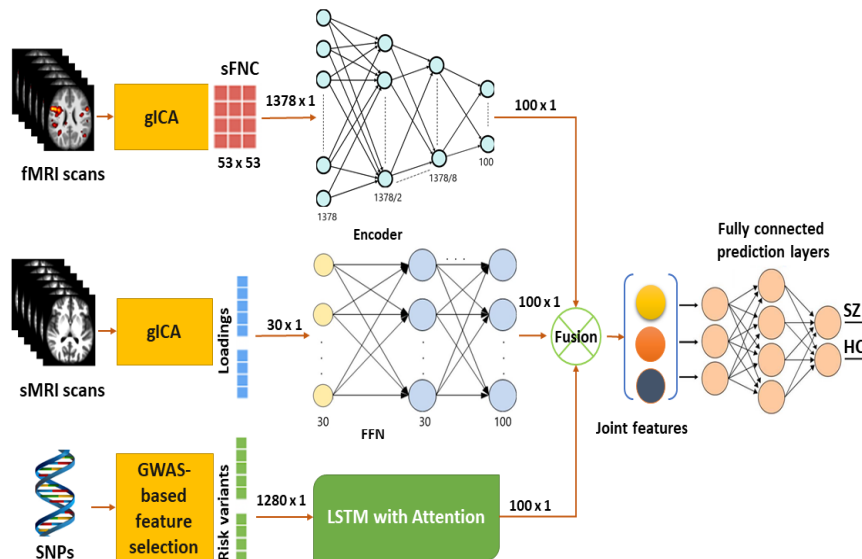 fMRI scans
gICA
sFNC
53 x 53
1378 x 1
1378
1378/2
1378/8
100
Encoder
100 x 1
sMRI scans
gICA
Loadings
30 x 1
30
30
100
FFN
100 x 1
SNPs
GWAS-
based
feature
selection
Risk variants
1280 x 1
LSTM with Attention
100 x 1
Fusion
Joint features
Fully connected
prediction layers
SZ
HC